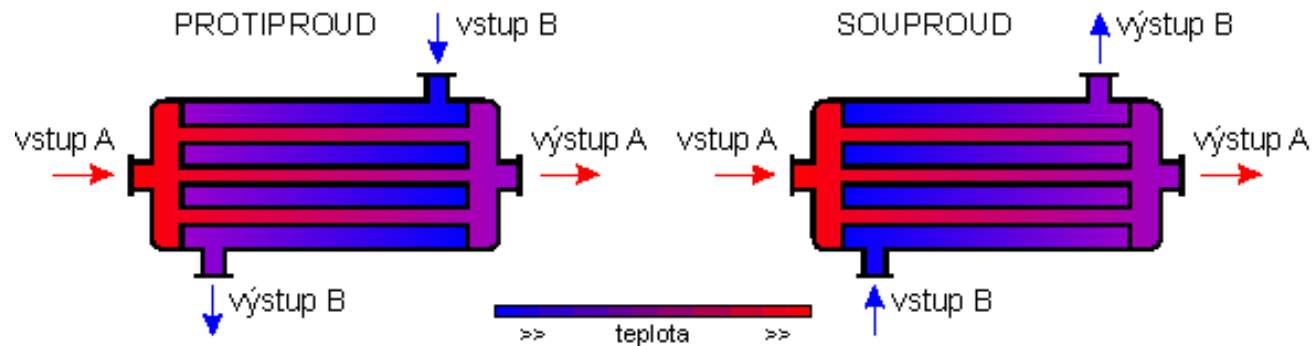 PROTIPROUD
vstup B
vstup A
výstup A
výstup B
SOUPROUD
výstup B
vstup A
výstup A
vstup B
>> teplota >>